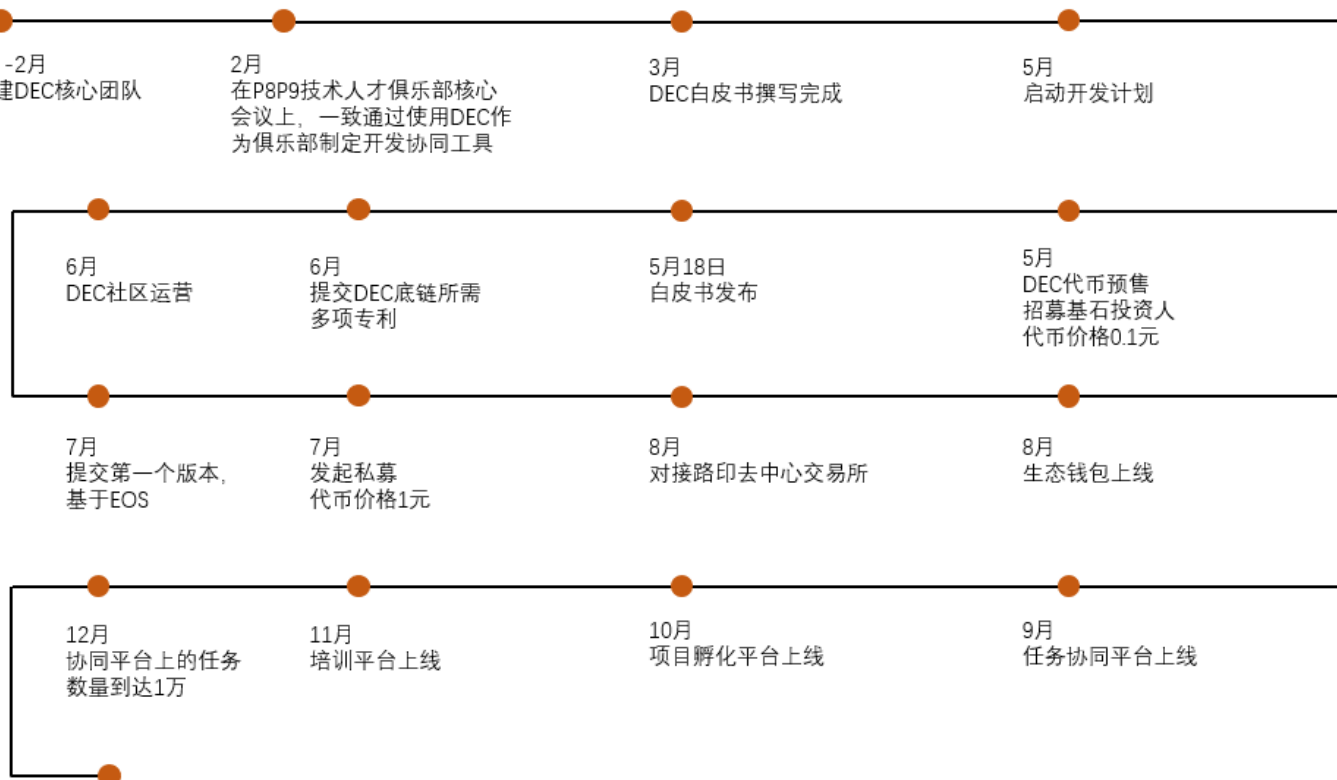 -2月
建DEC核心团队
2月
在P8P9技术人才俱乐部核心
会议上，一致通过使用DEC作
为俱乐部制定开发协同工具
3月
DEC白皮书撰写完成
5月
启动开发计划
6月
DEC社区运营
6月
提交DEC底链所需
多项专利
5月18日
白皮书发布
5月
DEC代币预售
招募基石投资人
代币价格0.1元
7月
提交第一个版本，
基于EOS
7月
发起私募
代币价格1元
8月
对接路印去中心交易所
8月
生态钱包上线
12月
协同平台上的任务
数量到达1万
11月
培训平台上线
10月
项目孵化平台上线
9月
任务协同平台上线